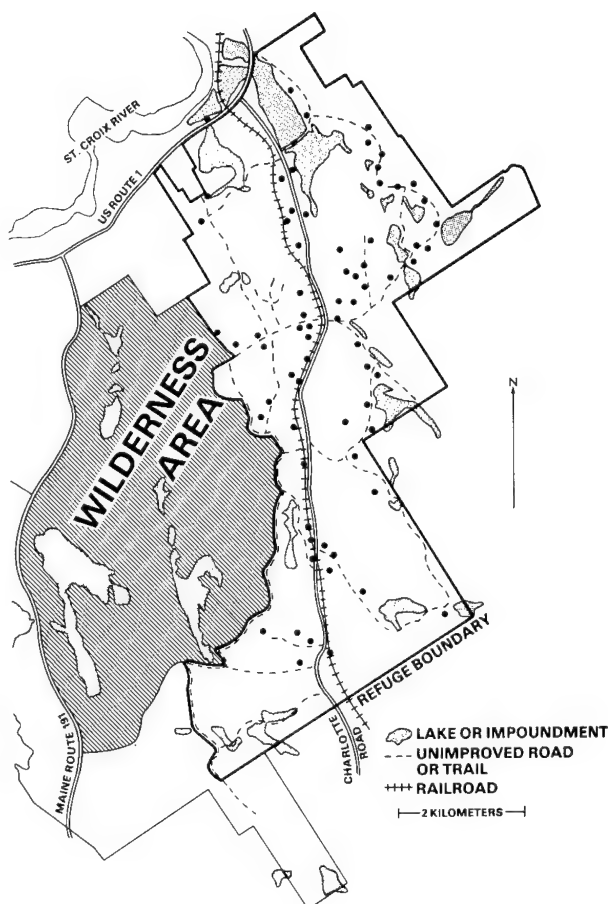 ST. CROIX RIVER
US ROUTE 1
N
WILDERNESS
AREA
REFUGE BOUNDARY
MAINE ROUTE 191
CHARLOTTE
ROAD
LAKE OR IMPOUNDMENT
UNIMPROVED ROAD
OR TRAIL
RAILROAD
2 KILOMETERS